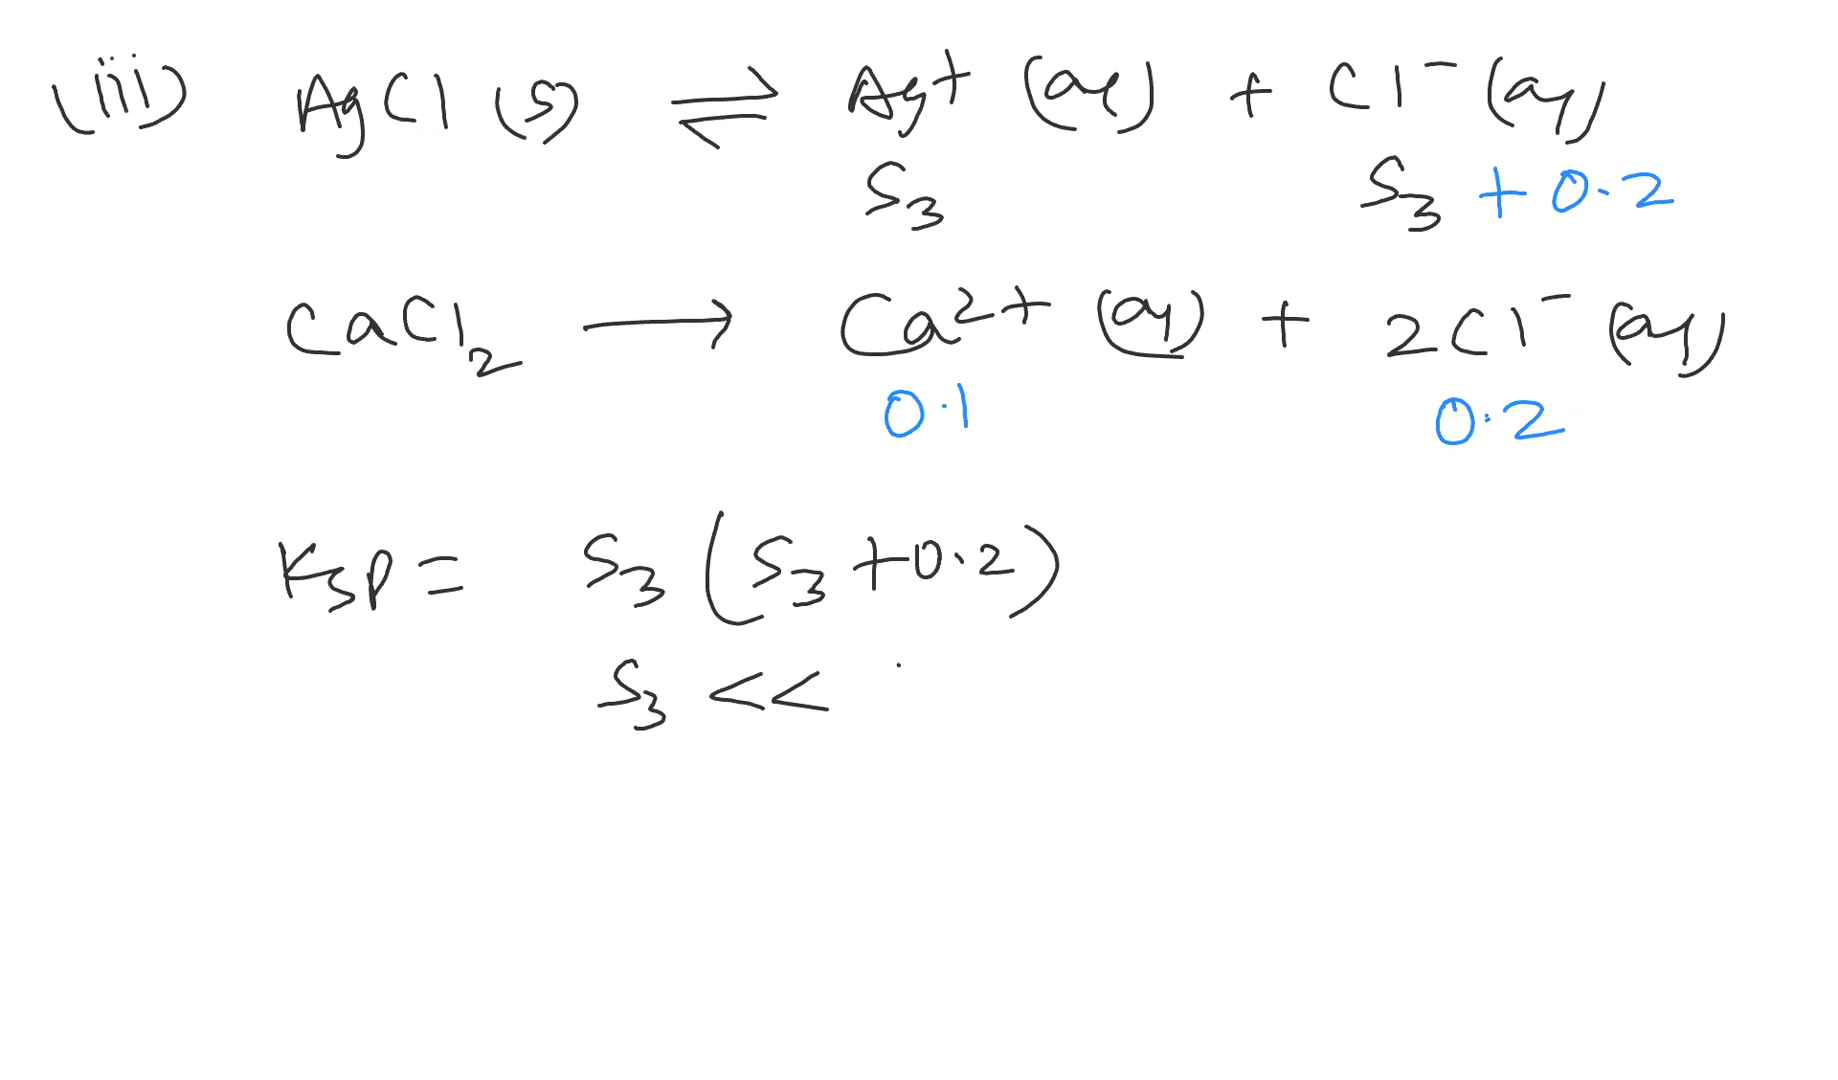 (iii) AgCl (s) ⇌ Ag+ (aq) + Cl⁻ (aq)
S₃ S₃ + 0.2
CaCl₂ ⟶ Ca²⁺ (aq) + 2Cl⁻ (aq)
0.1 0.2
Ksp = S₃ (S₃ + 0.2)
S₃ <<